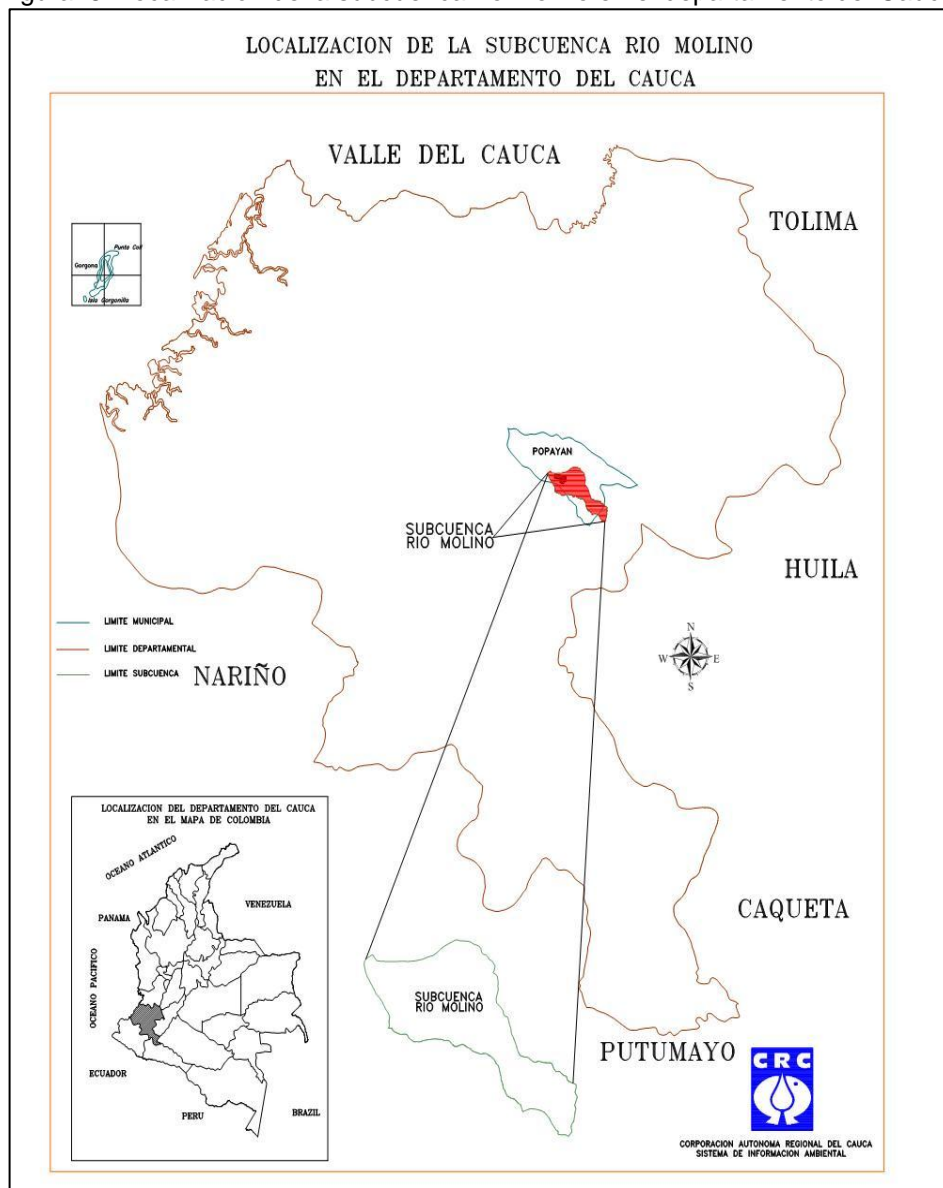 LOCALIZACION DE LA SUBCUENCA RIO MOLINO
EN EL DEPARTAMENTO DEL CAUCA
VALLE DEL CAUCA
TOLIMA
Punta Coif
Gorgona
Isla Gorgonilla
POPAYAN
SUBCUENCA
RIO MOLINO
HUILA
LIMITE MUNICIPAL
LIMITE DEPARTAMENTAL
LIMITE SUBCUENCA
NARIÑO
N
W E
S
LOCALIZACION DEL DEPARTAMENTO DEL CAUCA
EN EL MAPA DE COLOMBIA
OCEANO ATLANTICO
PANAMA
VENEZUELA
OCEANO PACIFICO
ECUADOR
PERU
BRAZIL
CAQUETA
SUBCUENCA
RIO MOLINO
PUTUMAYO
CRC
CORPORACION AUTONOMA REGIONAL DEL CAUCA
SISTEMA DE INFORMACION AMBIENTAL